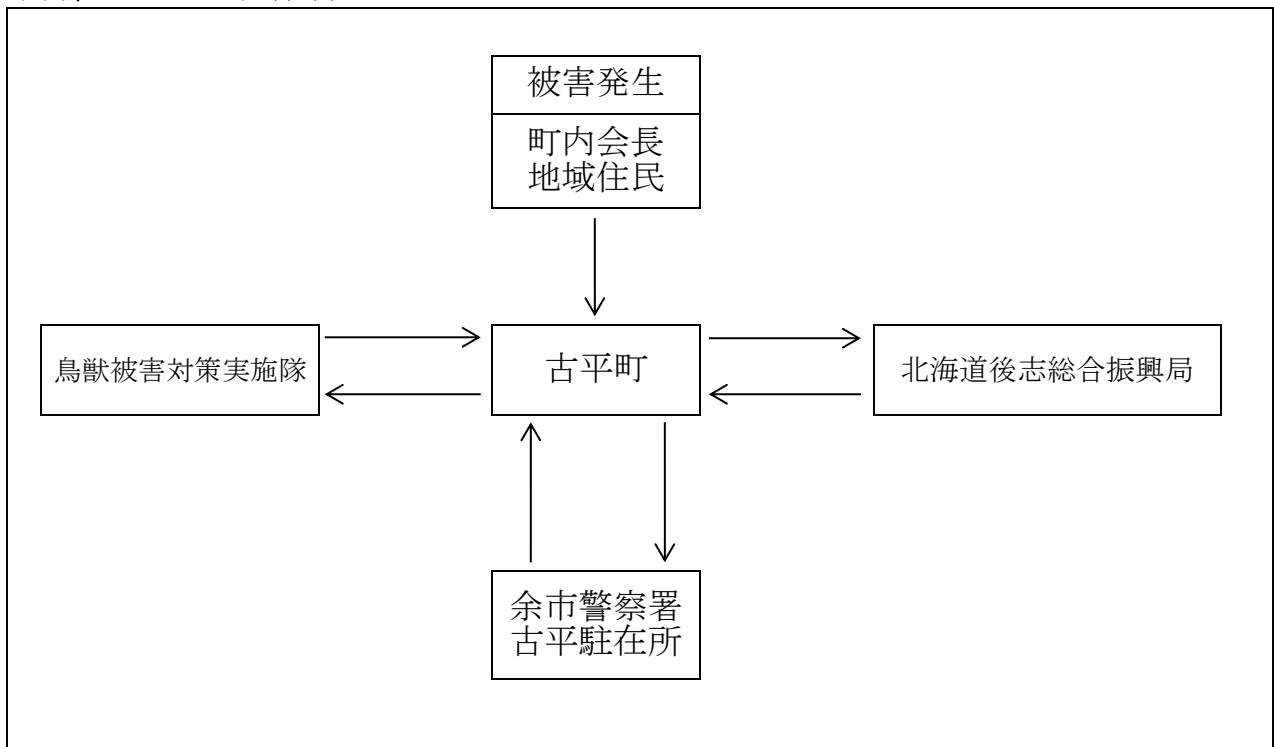 被害発生
町内会長
地域住民
鳥獣被害対策実施隊
古平町
北海道後志総合振興局
余市警察署
古平駐在所